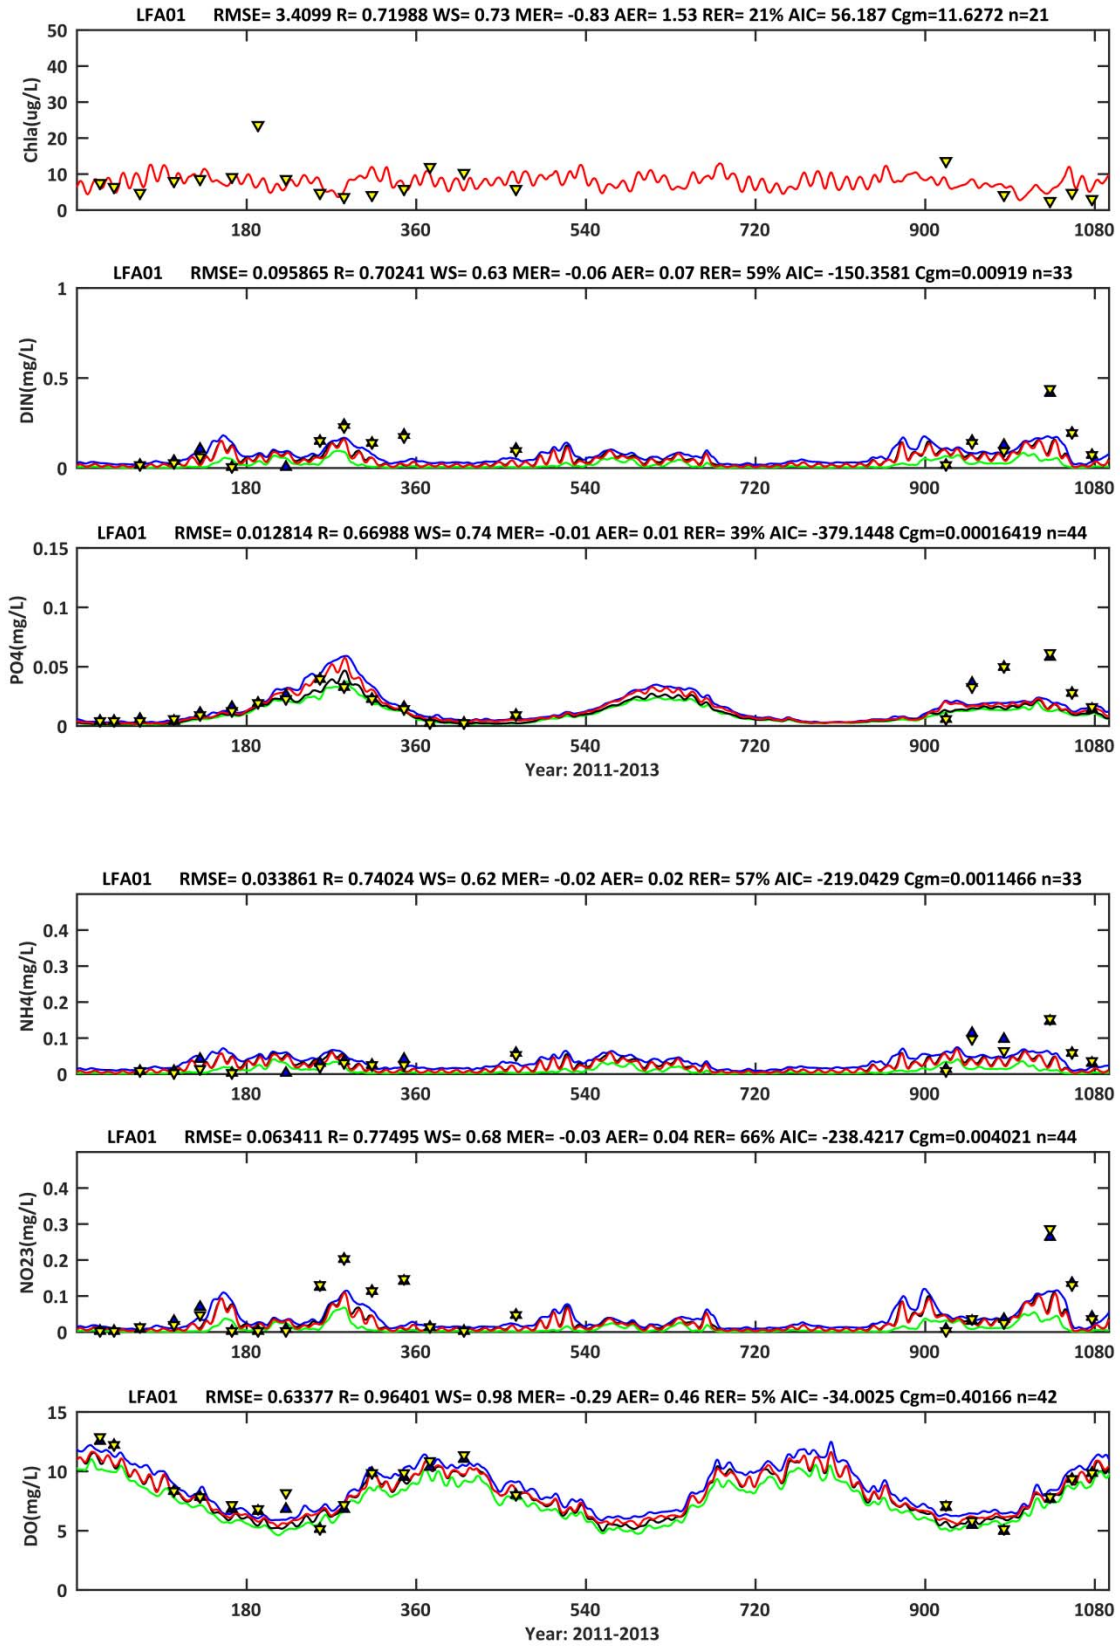 LFA01 RMSE= 3.4099 R= 0.71988 WS= 0.73 MER= -0.83 AER= 1.53 RER= 21% AIC= 56.187 Cgm=11.6272 n=21
50
40
30
20
10
0
Chla(ug/L)
180 360 540 720 900 1080
LFA01 RMSE= 0.095865 R= 0.70241 WS= 0.63 MER= -0.06 AER= 0.07 RER= 59% AIC= -150.3581 Cgm=0.00919 n=33
1
0.5
0
DIN(mg/L)
180 360 540 720 900 1080
LFA01 RMSE= 0.012814 R= 0.66988 WS= 0.74 MER= -0.01 AER= 0.01 RER= 39% AIC= -379.1448 Cgm=0.00016419 n=44
0.15
0.1
0.05
0
PO4(mg/L)
180 360 540 720 900 1080
Year: 2011-2013
LFA01 RMSE= 0.033861 R= 0.74024 WS= 0.62 MER= -0.02 AER= 0.02 RER= 57% AIC= -219.0429 Cgm=0.0011466 n=33
0.4
0.3
0.2
0.1
0
NH4(mg/L)
180 360 540 720 900 1080
LFA01 RMSE= 0.063411 R= 0.77495 WS= 0.68 MER= -0.03 AER= 0.04 RER= 66% AIC= -238.4217 Cgm=0.004021 n=44
0.4
0.3
0.2
0.1
0
NO23(mg/L)
180 360 540 720 900 1080
LFA01 RMSE= 0.63377 R= 0.96401 WS= 0.98 MER= -0.29 AER= 0.46 RER= 5% AIC= -34.0025 Cgm=0.40166 n=42
15
10
5
0
DO(mg/L)
180 360 540 720 900 1080
Year: 2011-2013